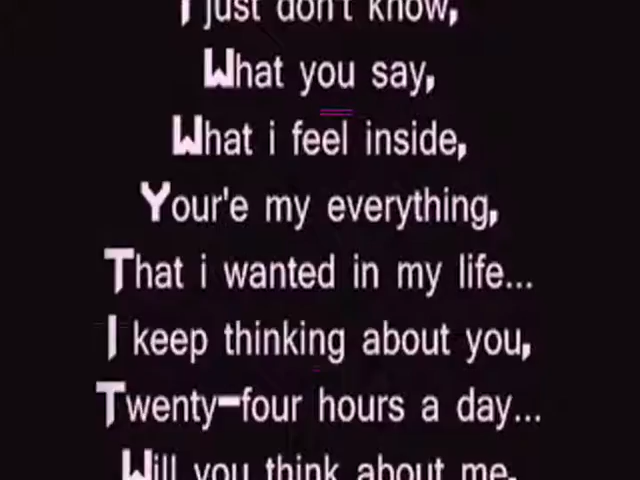 I just don't know,
What you say,
What i feel inside,
Your'e my everything,
That i wanted in my life...
I keep thinking about you,
Twenty-four hours a day...
Will you think about me,